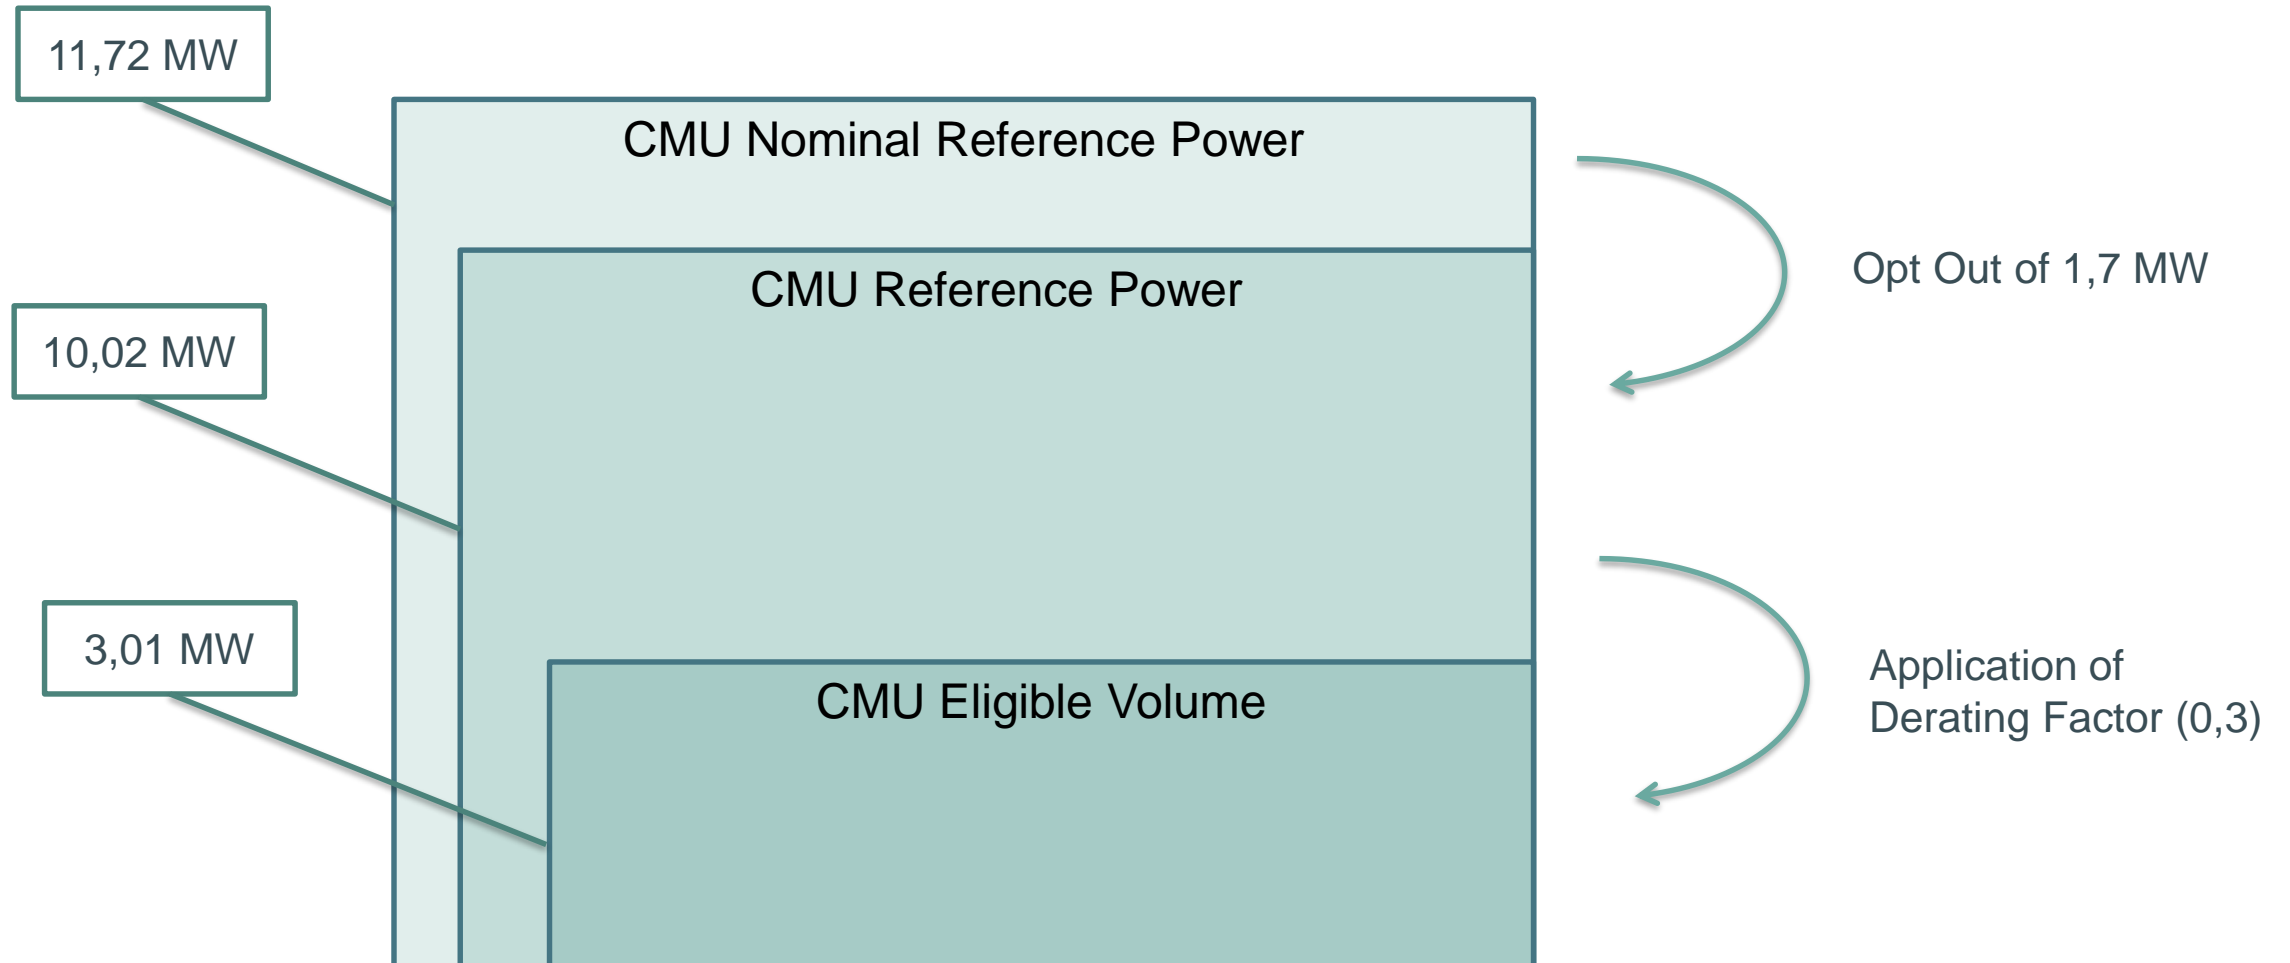 11,72 MW
CMU Nominal Reference Power
Opt Out of 1,7 MW
CMU Reference Power
10,02 MW
3,01 MW
CMU Eligible Volume
Application of
Derating Factor (0,3)